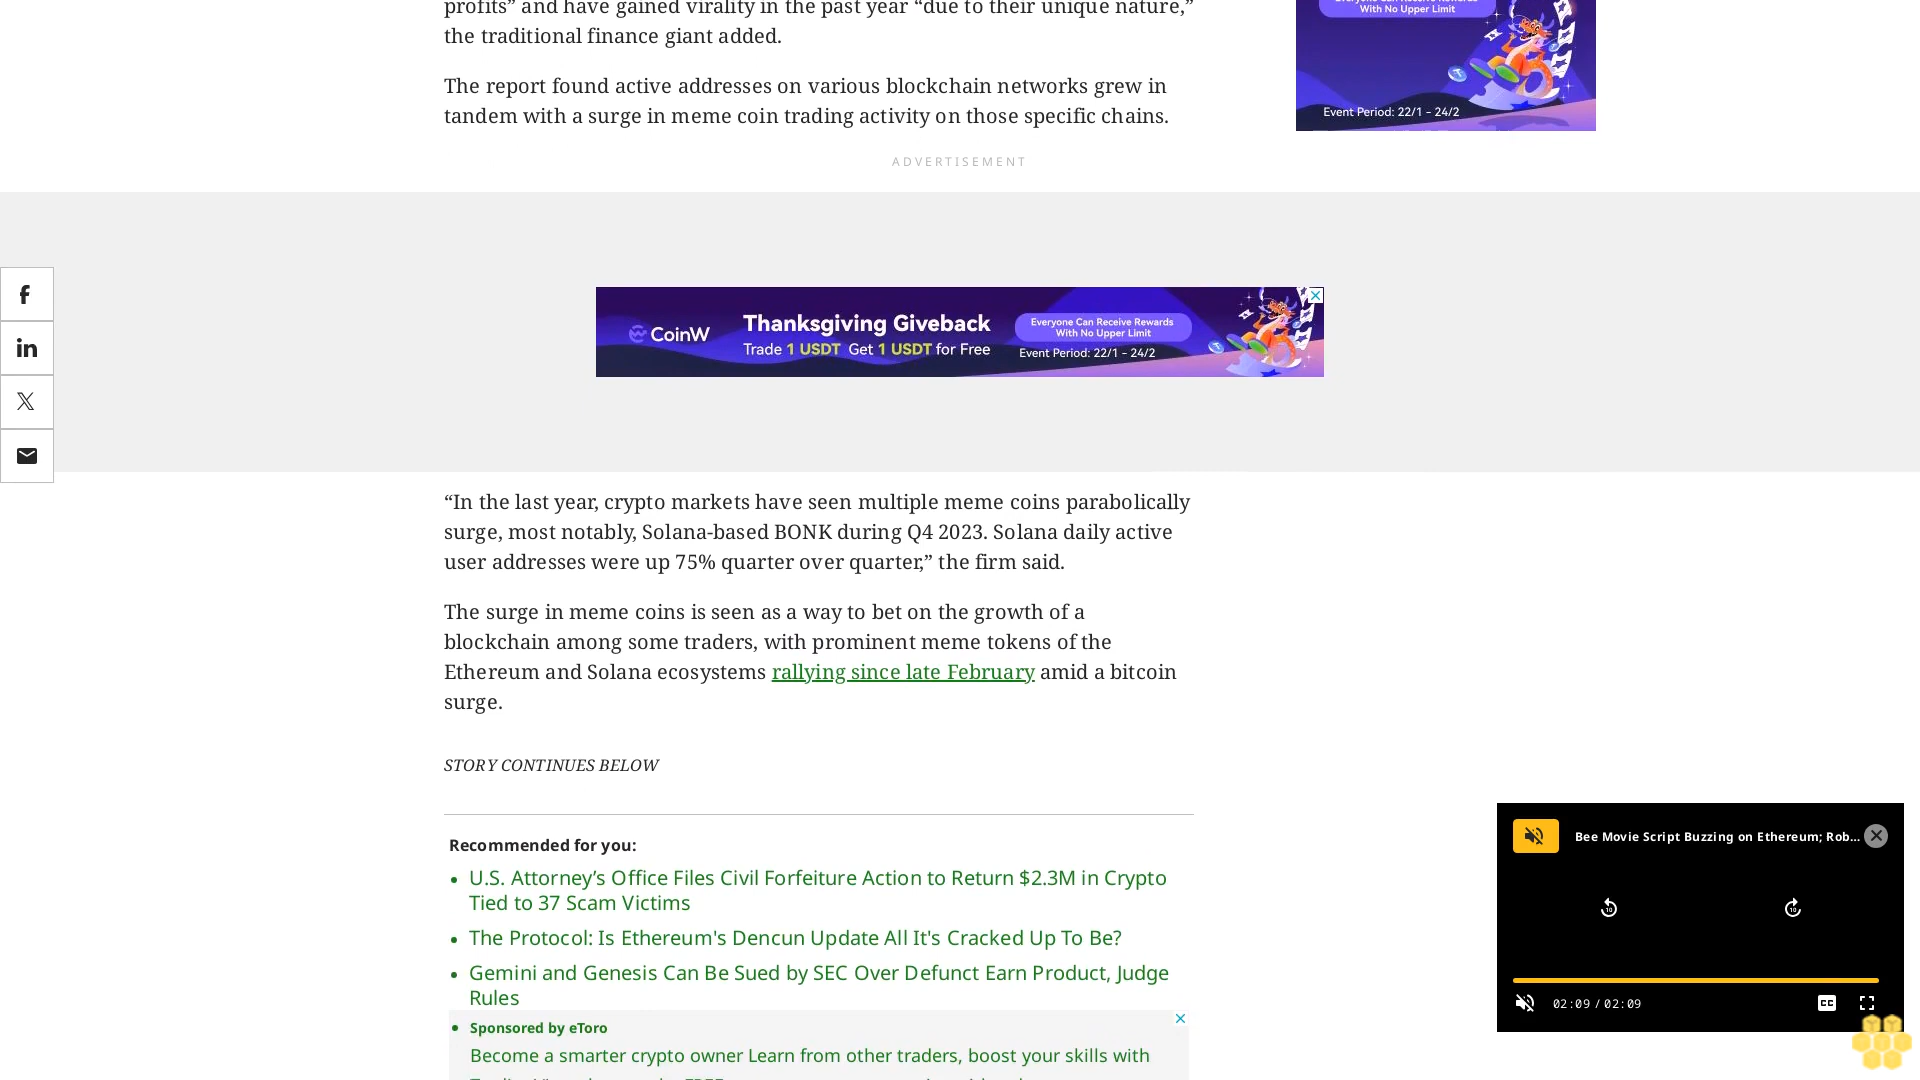 profits” and have gained virality in the past year “due to their unique nature,”
the traditional finance giant added.
The report found active addresses on various blockchain networks grew in
tandem with a surge in meme coin trading activity on those specific chains.
With No Upper Limit
Event Period: 22/1 - 24/2
ADVERTISEMENT
CoinW
Thanksgiving Giveback
Trade 1 USDT Get 1 USDT for Free
Everyone Can Receive Rewards
With No Upper Limit
Event Period: 22/1 - 24/2
“In the last year, crypto markets have seen multiple meme coins parabolically
surge, most notably, Solana-based BONK during Q4 2023. Solana daily active
user addresses were up 75% quarter over quarter,” the firm said.
The surge in meme coins is seen as a way to bet on the growth of a
blockchain among some traders, with prominent meme tokens of the
Ethereum and Solana ecosystems rallying since late February amid a bitcoin
surge.
STORY CONTINUES BELOW
Recommended for you:
• U.S. Attorney’s Office Files Civil Forfeiture Action to Return $2.3M in Crypto
Tied to 37 Scam Victims
• The Protocol: Is Ethereum's Dencun Update All It's Cracked Up To Be?
• Gemini and Genesis Can Be Sued by SEC Over Defunct Earn Product, Judge
Rules
• Sponsored by eToro
Become a smarter crypto owner Learn from other traders, boost your skills with
Bee Movie Script Buzzing on Ethereum; Rob...
10
10
02:09 / 02:09
CC